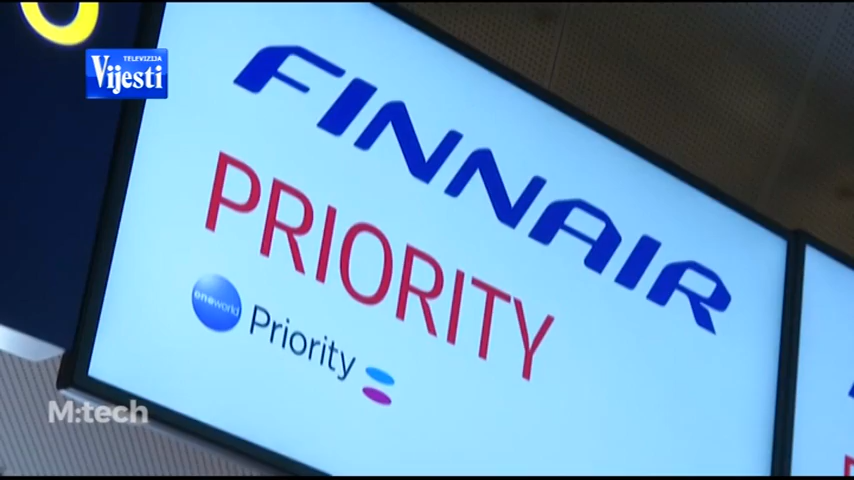 TELEVIZIJA
Vijesti
FINNAIR
PRIORITY
oneworld
Priority
M:tech